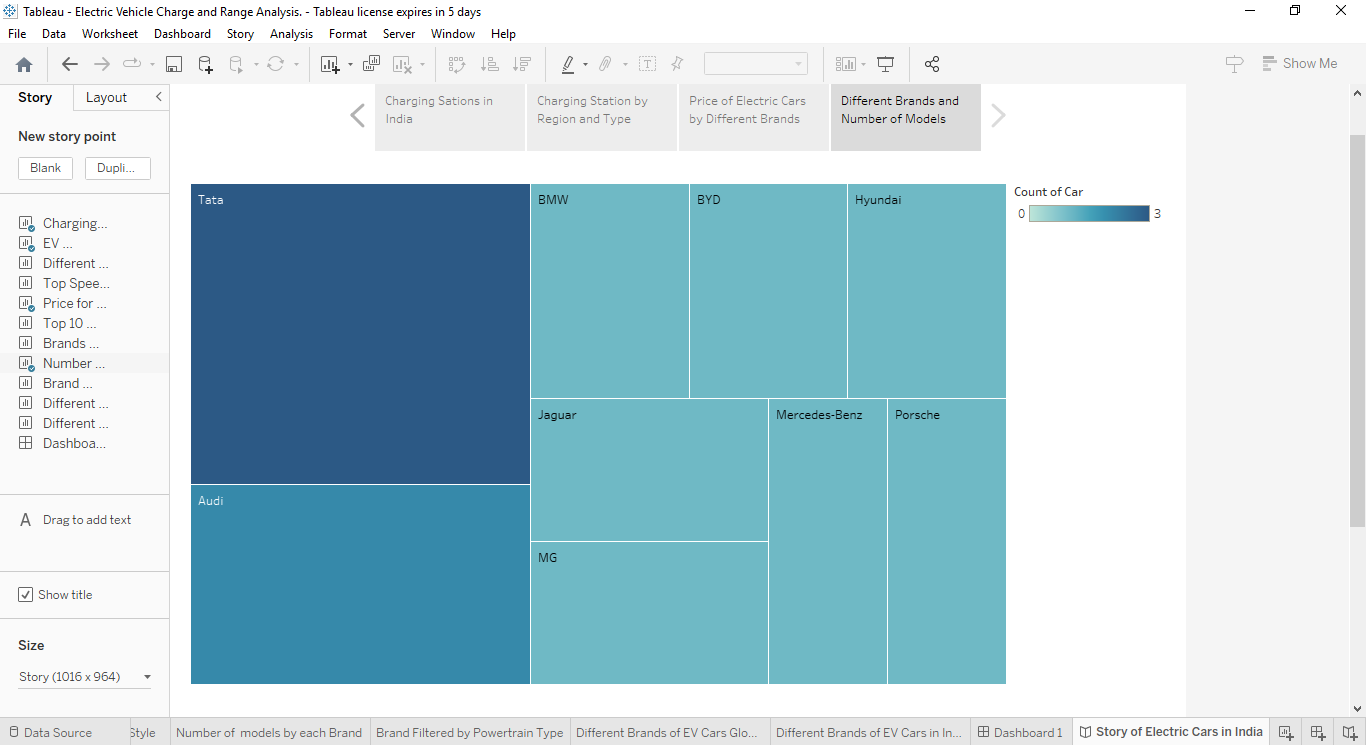 Tableau - Electric Vehicle Charge and Range Analysis. - Tableau license expires in 5 days
File Data Worksheet Dashboard Story Analysis Format Server Window Help
Show Me
Story Layout
New story point
Blank Dupli...
Charging...
EV ...
Different ...
Top Spee...
Price for ...
Top 10 ...
Brands ...
Number ...
Brand ...
Different ...
Different ...
Dashboa...
A Drag to add text
Show title
Size
Story (1016 x 964)
Charging Sations in
India
Charging Station by
Region and Type
Price of Electric Cars
by Different Brands
Different Brands and
Number of Models
Tata
Audi
BMW
BYD
Hyundai
Jaguar
MG
Mercedes-Benz
Porsche
Count of Car
0 3
Data Source
Style
Number of models by each Brand
Brand Filtered by Powertrain Type
Different Brands of EV Cars Glo...
Different Brands of EV Cars in In...
Dashboard 1
Story of Electric Cars in India